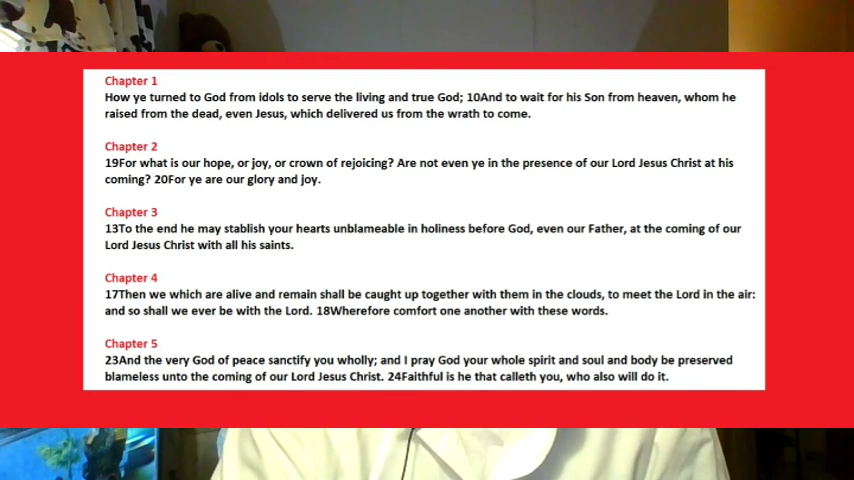 Chapter 1
How ye turned to God from idols to serve the living and true God; 10And to wait for his Son from heaven, whom he
raised from the dead, even Jesus, which delivered us from the wrath to come.
Chapter 2
19For what is our hope, or joy, or crown of rejoicing? Are not even ye in the presence of our Lord Jesus Christ at his
coming? 20For ye are our glory and joy.
Chapter 3
13To the end he may stablish your hearts unblameable in holiness before God, even our Father, at the coming of our
Lord Jesus Christ with all his saints.
Chapter 4
17Then we which are alive and remain shall be caught up together with them in the clouds, to meet the Lord in the air:
and so shall we ever be with the Lord. 18Wherefore comfort one another with these words.
Chapter 5
23And the very God of peace sanctify you wholly; and I pray God your whole spirit and soul and body be preserved
blameless unto the coming of our Lord Jesus Christ. 24Faithful is he that calleth you, who also will do it.